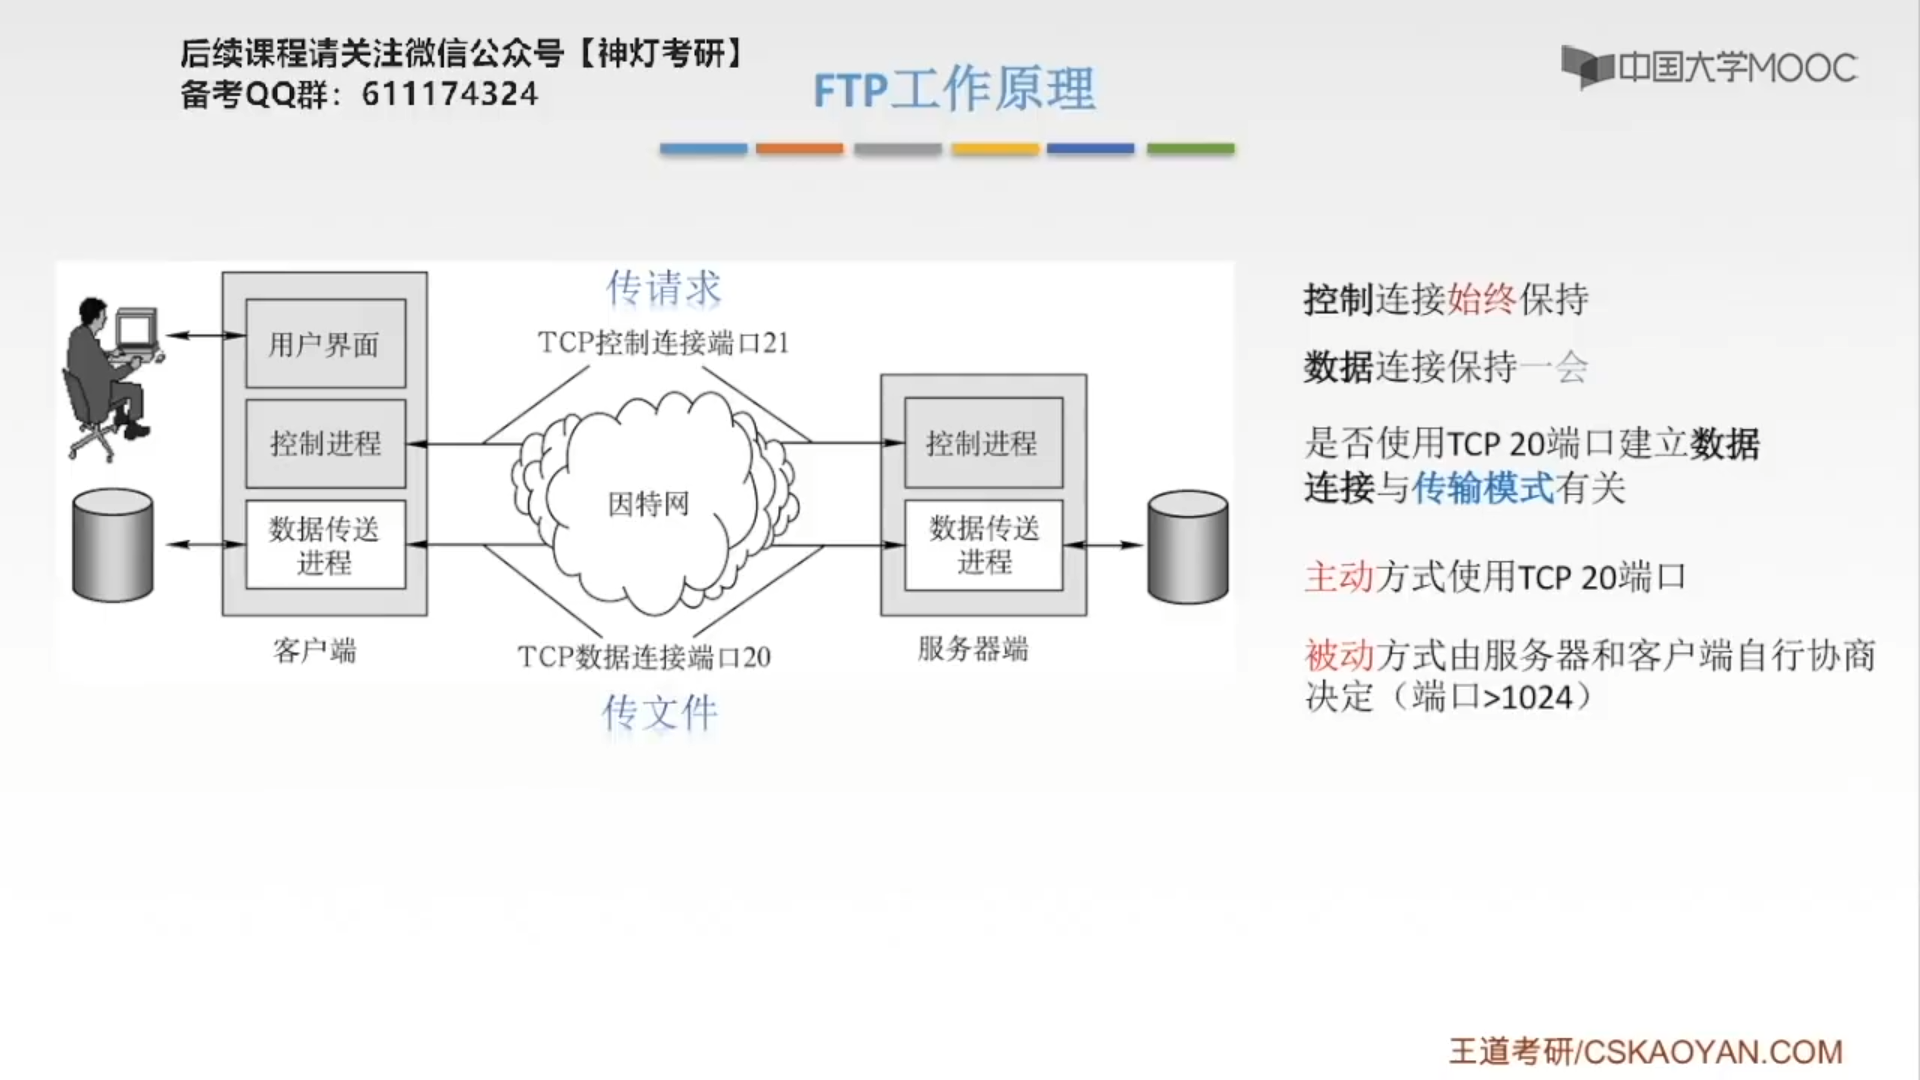 后续课程请关注微信公众号【神灯考研】
备考QQ群：611174324
FTP工作原理
中国大学MOOC
传请求
TCP控制连接端口21
用户界面
控制进程
数据传送
进程
客户端
因特网
控制进程
数据传送
进程
服务器端
TCP数据连接端口20
传文件
控制连接始终保持
数据连接保持一会
是否使用TCP 20端口建立数据
连接与传输模式有关
主动方式使用TCP 20端口
被动方式由服务器和客户端自行协商
决定（端口>1024）
王道考研/CSKAOYAN.COM